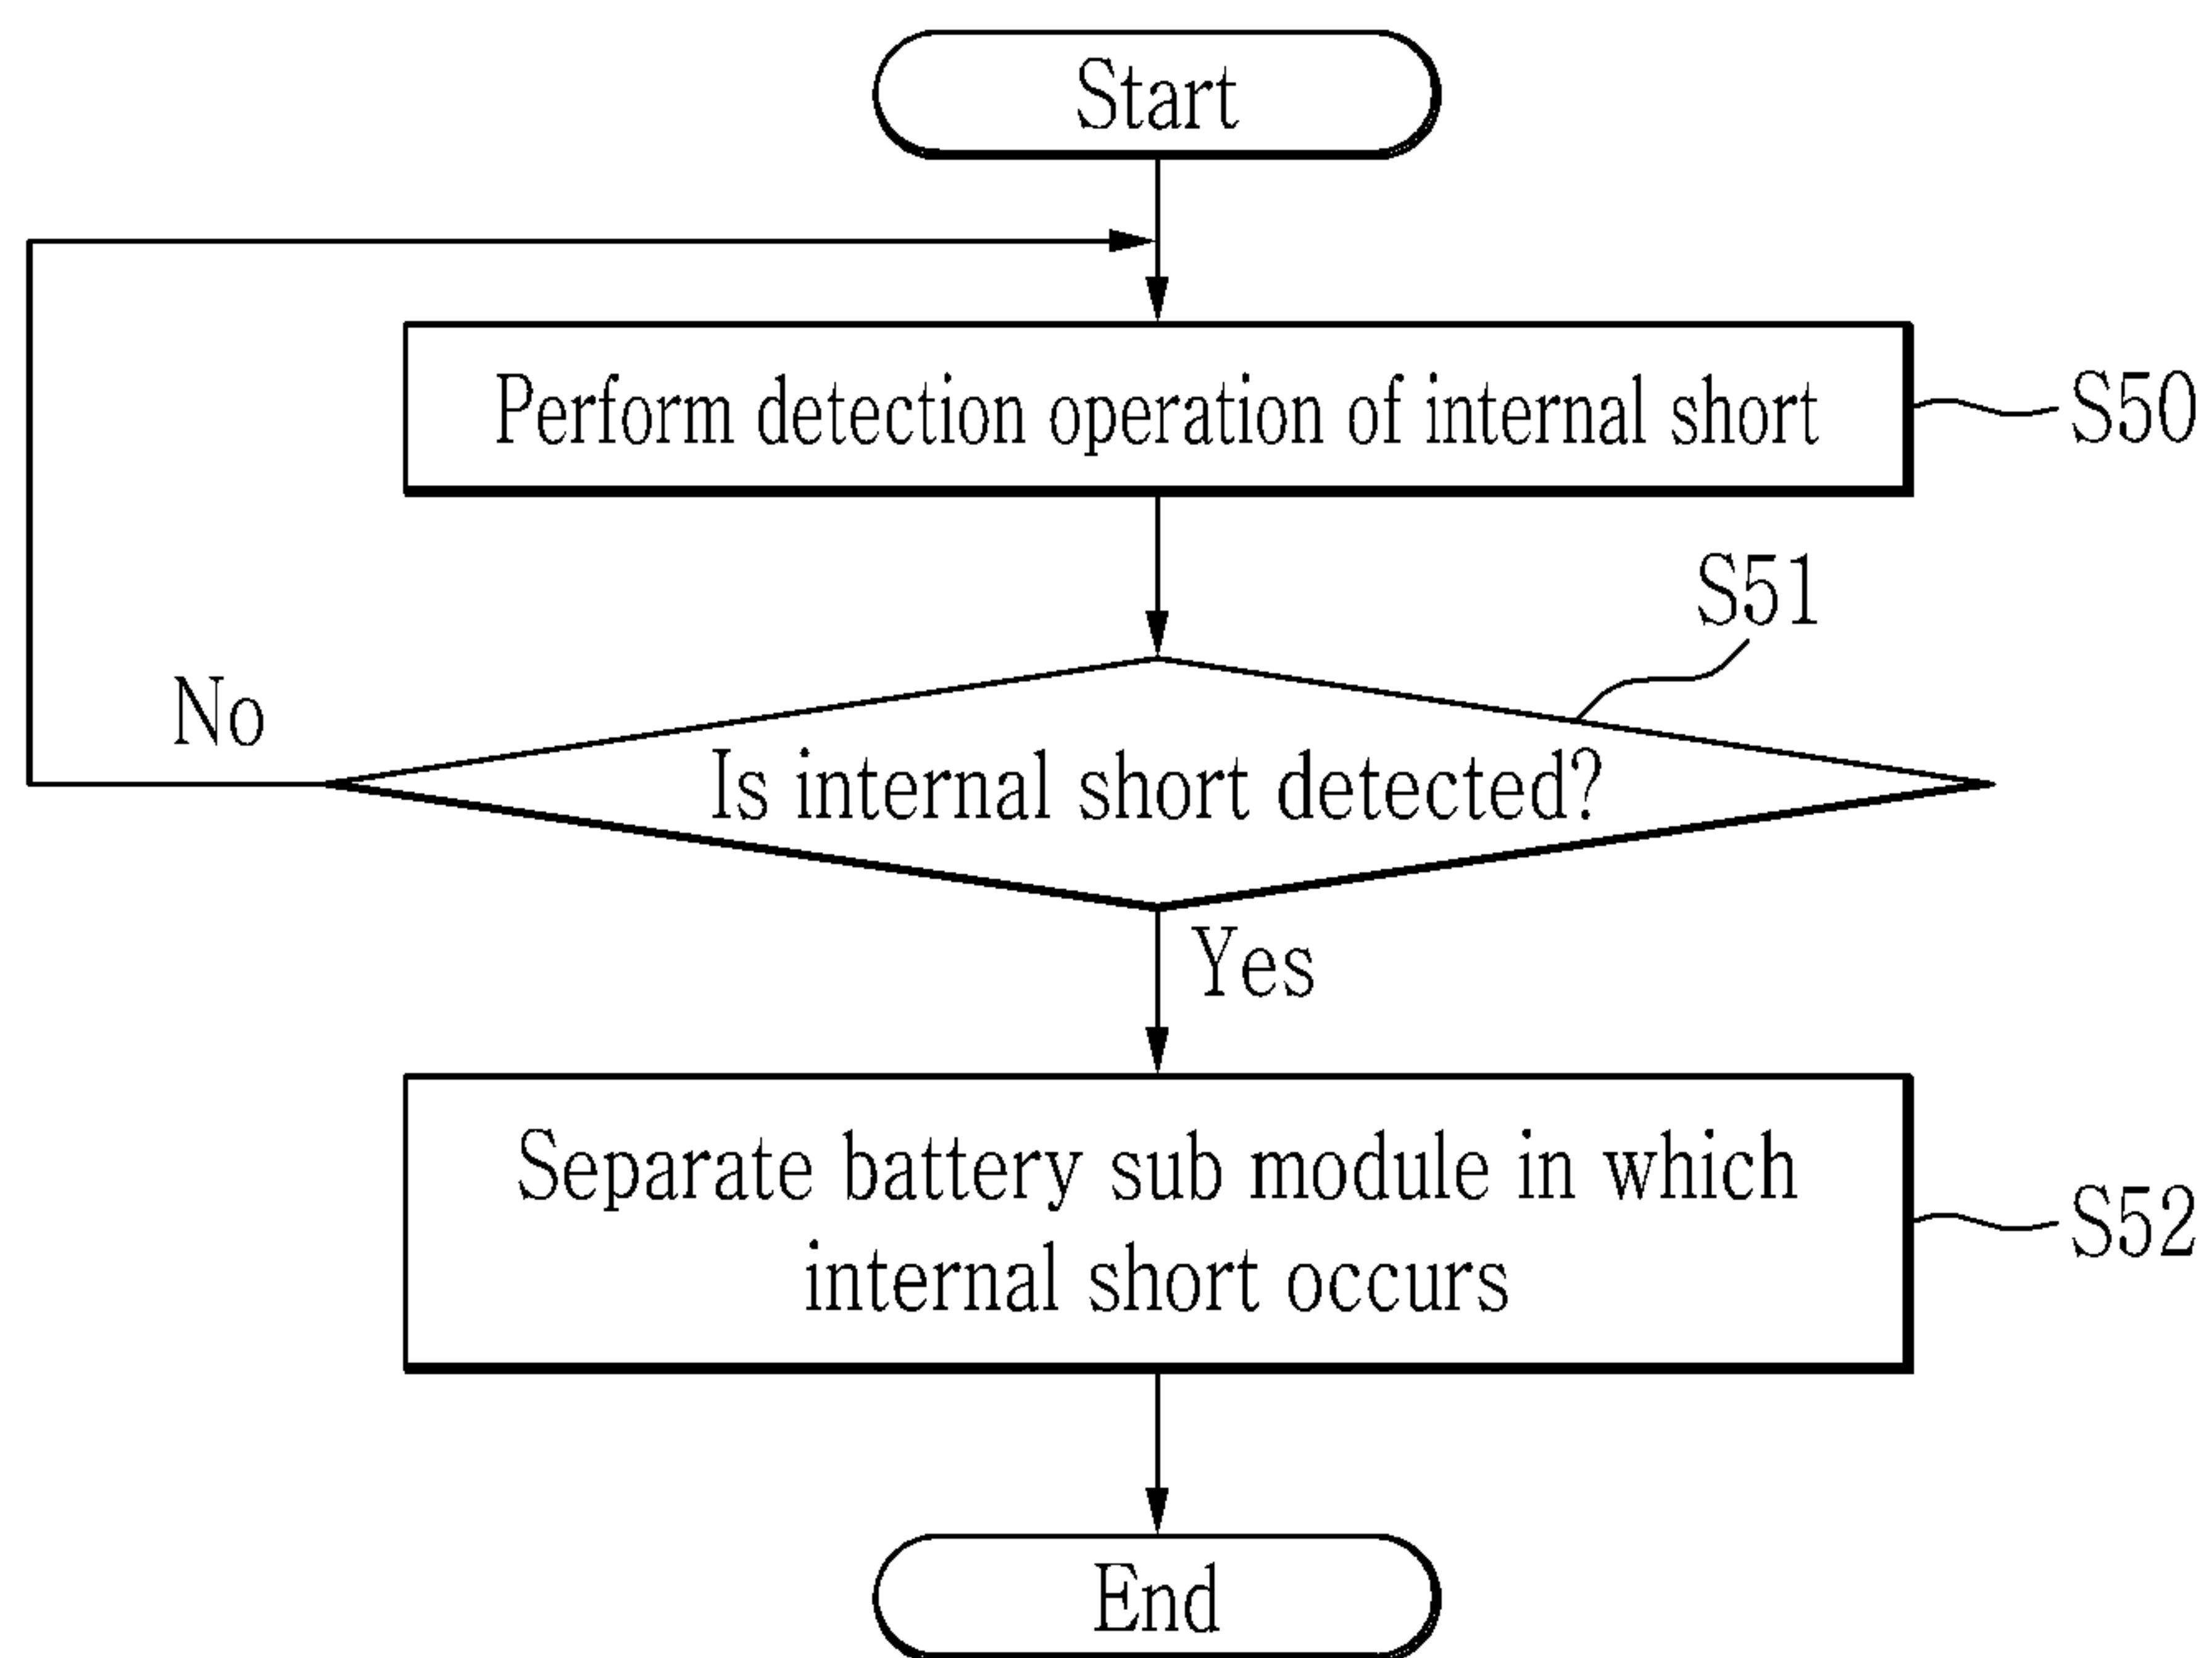 Start
Perform detection operation of internal short
S50
S51
Is internal short detected?
No
Yes
Separate battery sub module in which
internal short occurs
S52
End